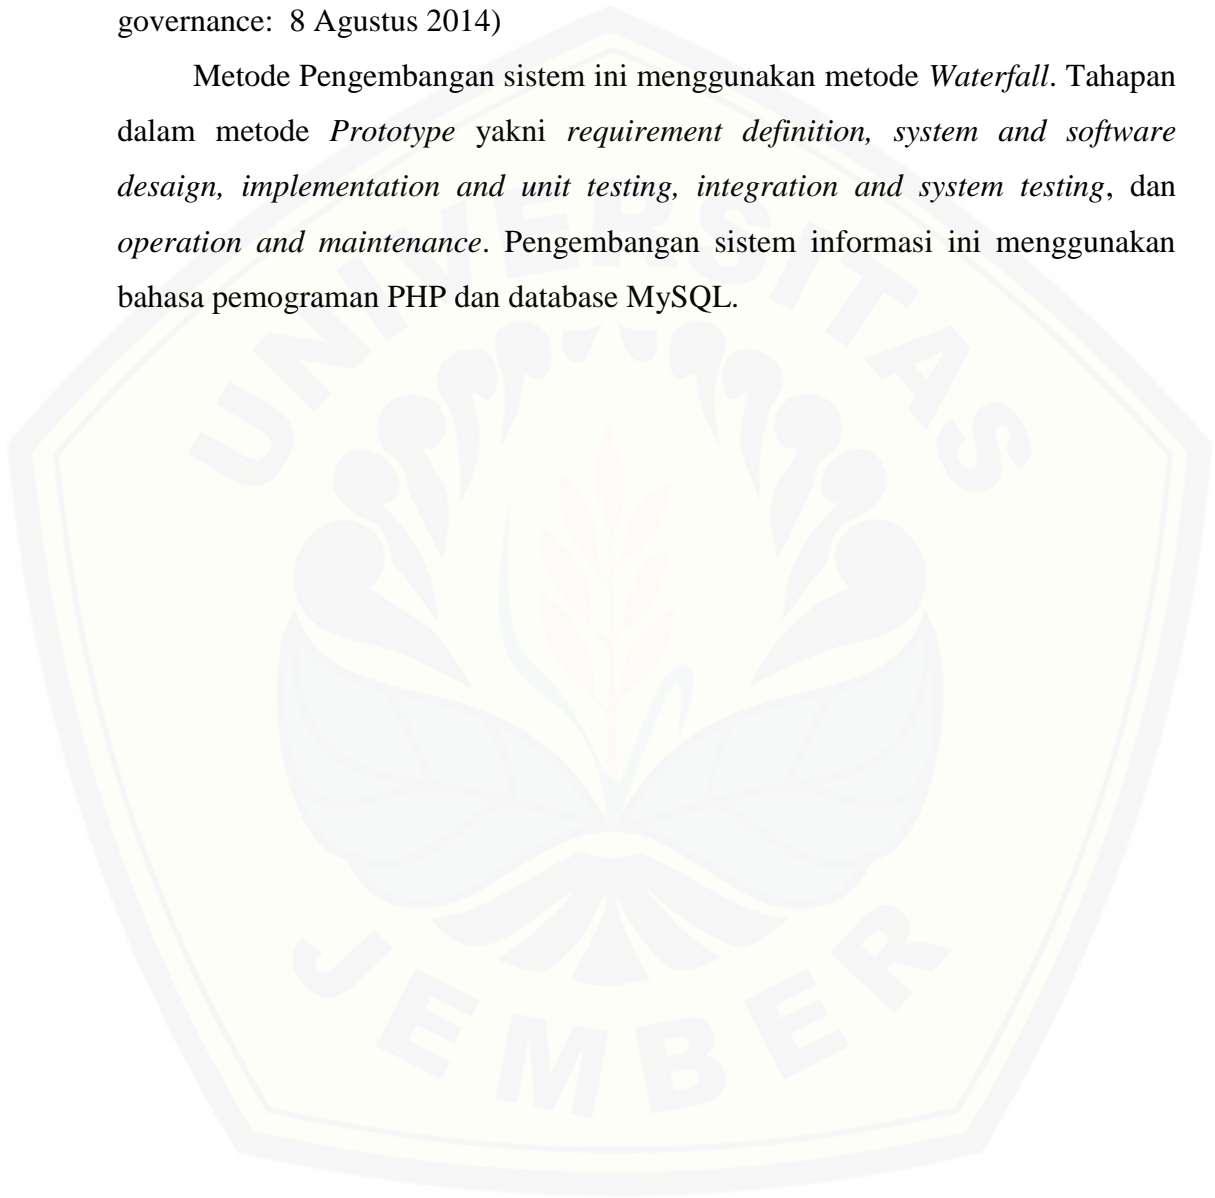 governance: 8 Agustus 2014)
Metode Pengembangan sistem ini menggunakan metode Waterfall. Tahapan
dalam metode Prototype yakni requirement definition, system and software
desaign, implementation and unit testing, integration and system testing, dan
operation and maintenance. Pengembangan sistem informasi ini menggunakan
bahasa pemograman PHP dan database MySQL.
UNIVERSITAS
JEMBER